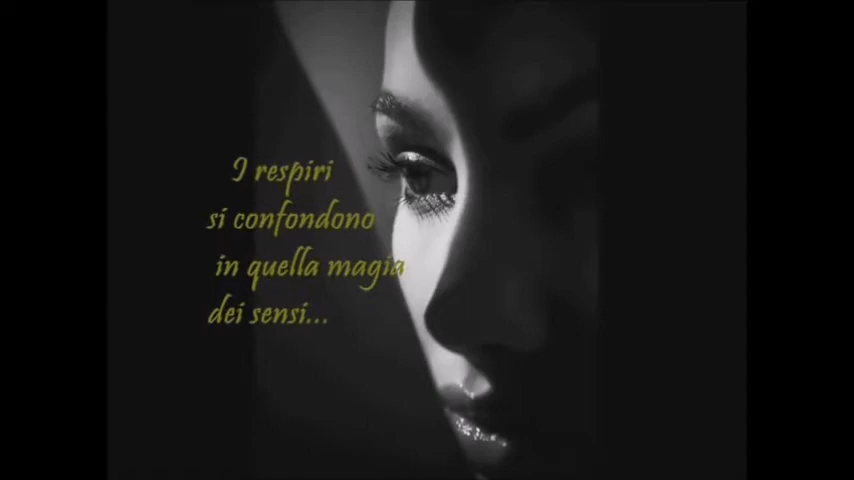 I respiri
si confondono
in quella magia
dei sensi...